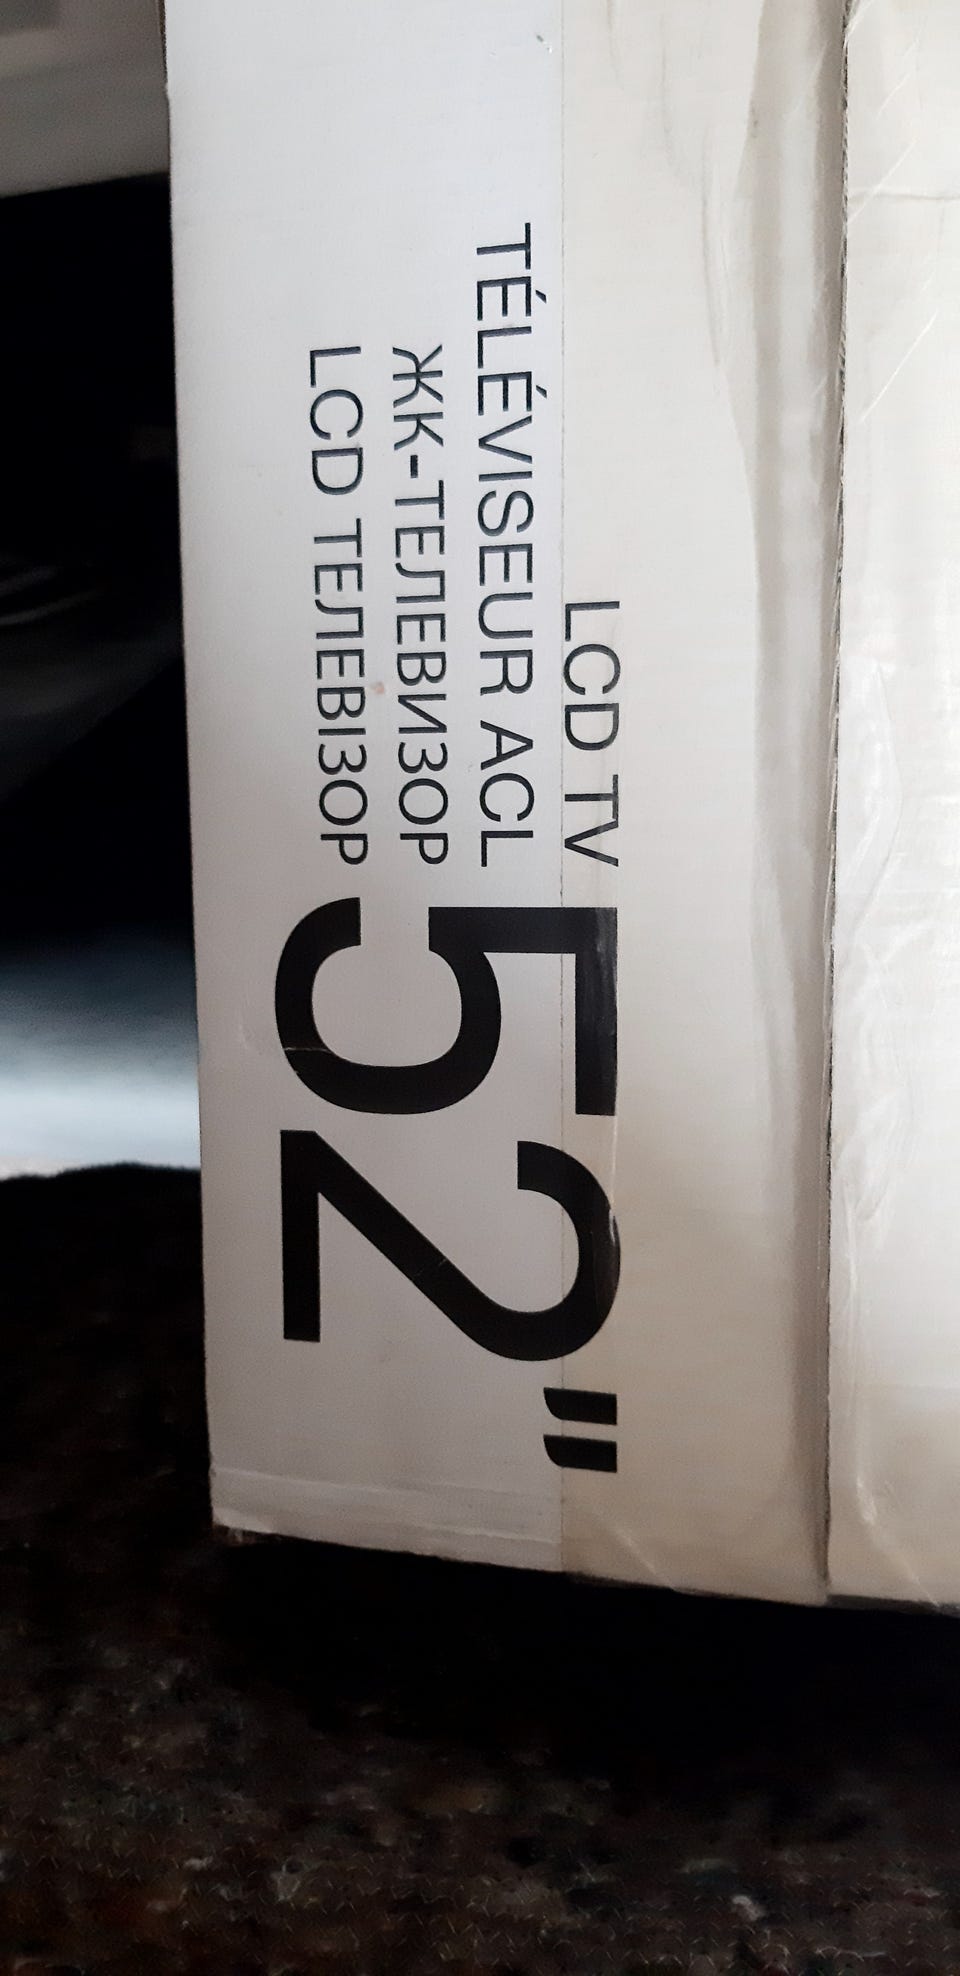 LCD TV
TÉLÉVISEUR ACL
ЖК-ТЕЛЕВИЗОР
LCD ТЕЛЕВІЗОР
52"